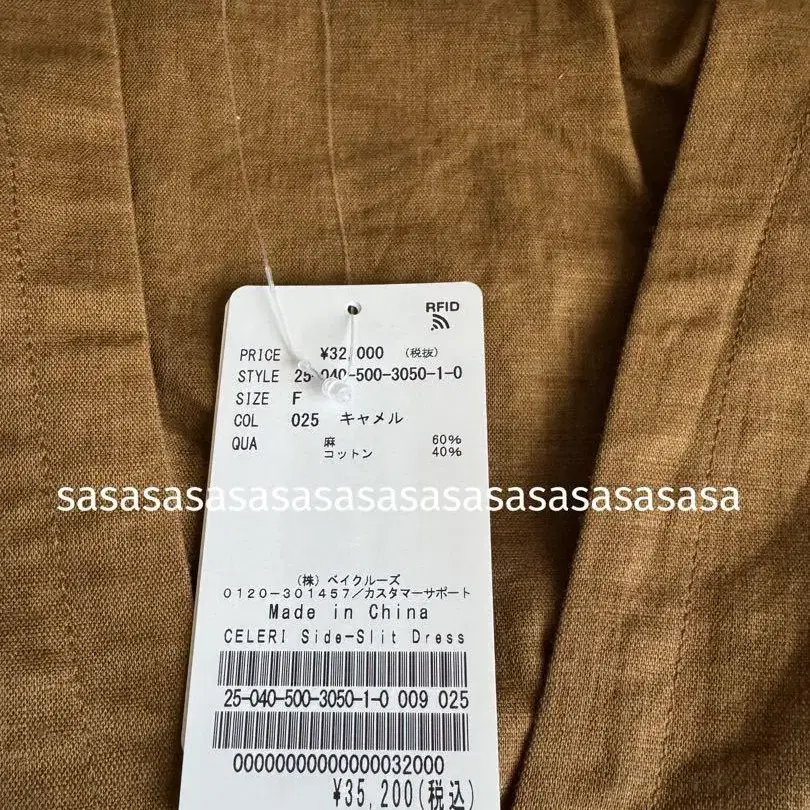 RFID
PRICE ¥32,000 (税抜)
STYLE 25-040-500-3050-1-0
SIZE F
COL 025 キャメル
QUA 麻 60%
コットン 40%
sasasasasasasasasasasasasasasasa
(株) ベイクルーズ
0120-301457/カスタマーサポート
Made in China
CELERI Side-Slit Dress
25-040-500-3050-1-0 009 025
00000000000000032000
¥35,200(税込)